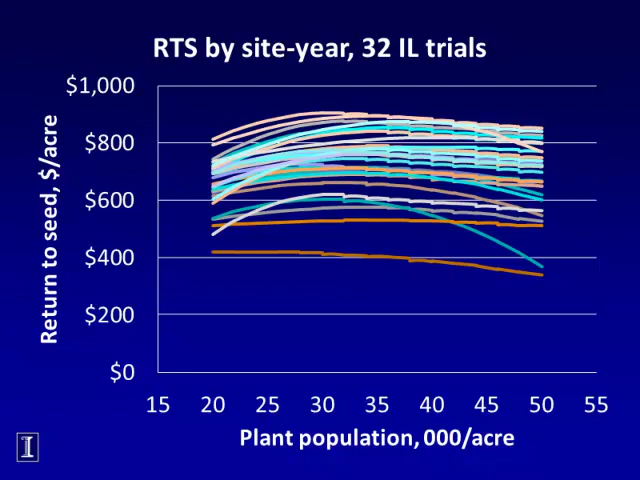 RTS by site-year, 32 IL trials
$1,000
$800
$600
$400
$200
$0
Return to seed, $/acre
15 20 25 30 35 40 45 50 55
Plant population, 000/acre
I